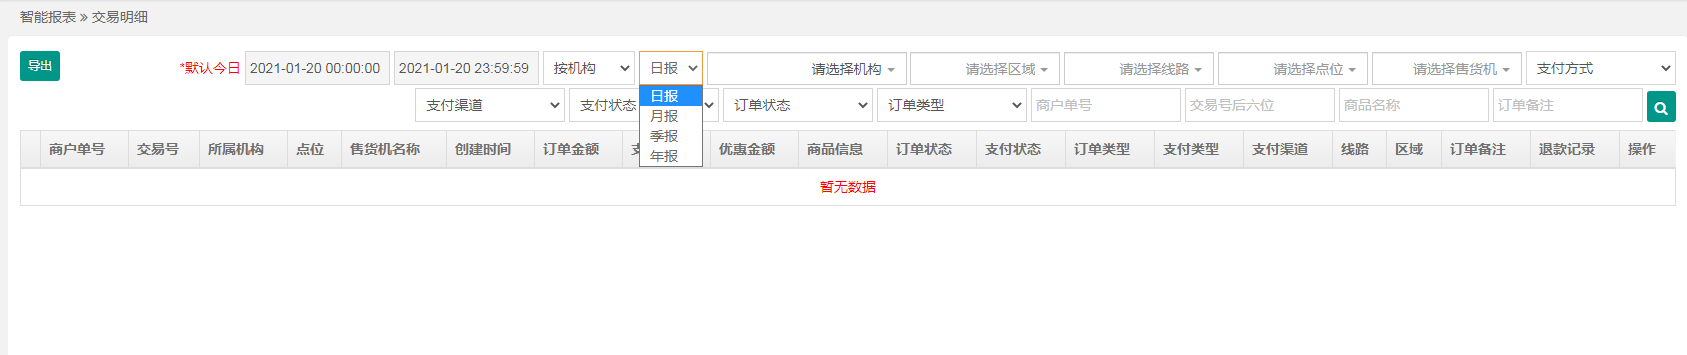 智能报表 » 交易明细
导出 *默认今日 2021-01-20 00:00:00 2021-01-20 23:59:59 按机构 日报 请选择机构 请选择区域 请选择线路 请选择点位 请选择售货机 支付方式
日报
月报
季报
年报
支付渠道 支付状态 订单状态 订单类型 商户单号 交易号后六位 商品名称 订单备注
商户单号 交易号 所属机构 点位 售货机名称 创建时间 订单金额 优惠金额 商品信息 订单状态 支付状态 订单类型 支付类型 支付渠道 线路 区域 订单备注 退款记录 操作
暂无数据